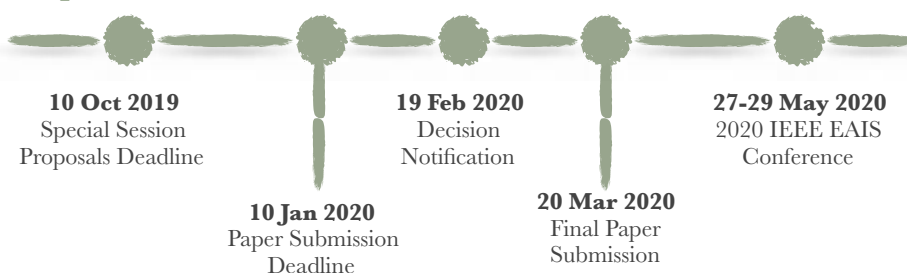 10 Oct 2019
Special Session
Proposals Deadline
10 Jan 2020
Paper Submission
Deadline
19 Feb 2020
Decision
Notification
20 Mar 2020
Final Paper
Submission
27-29 May 2020
2020 IEEE EAIS
Conference